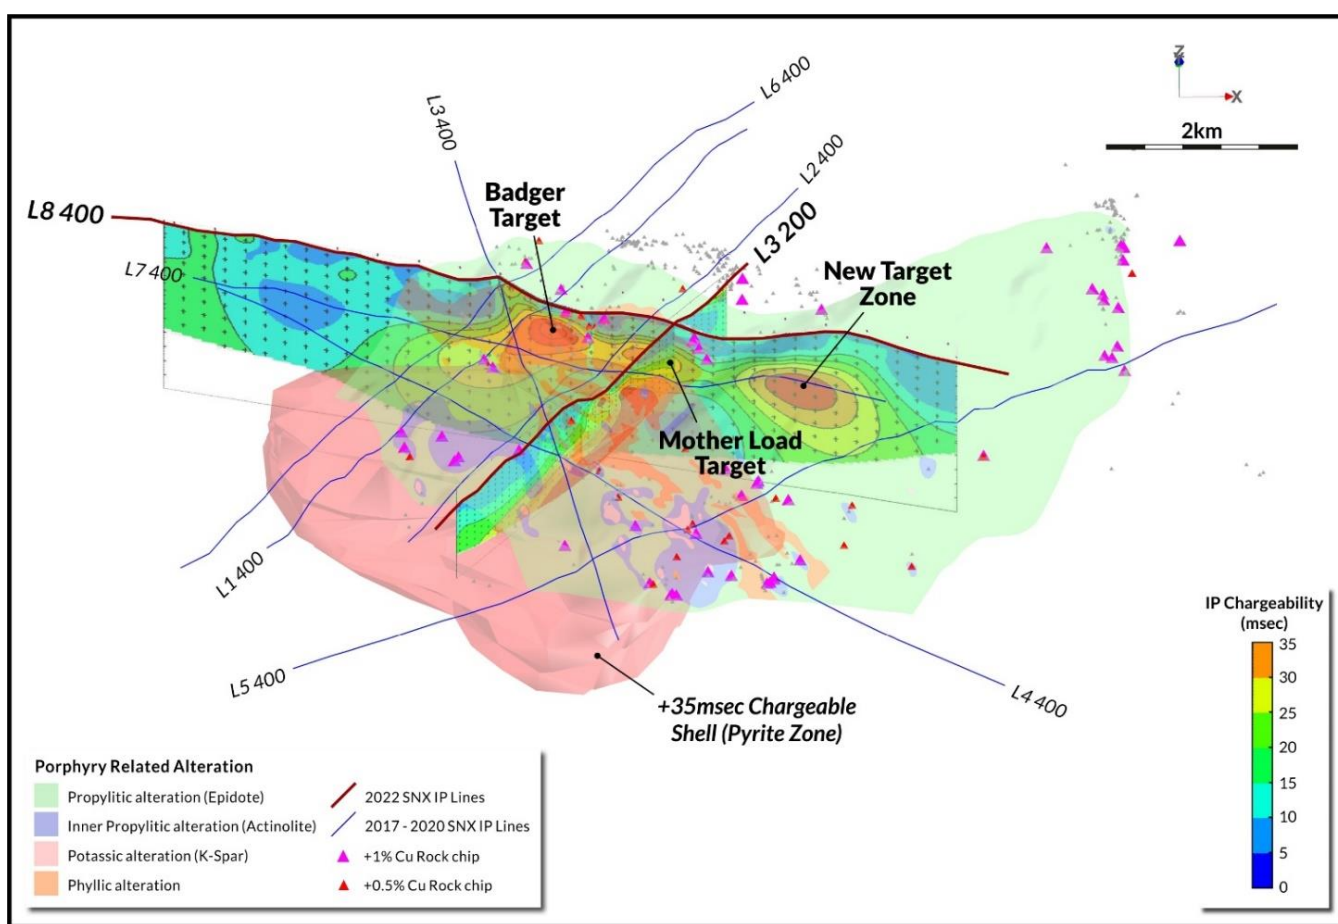 Z
X
2km
L6 400
L3 400
L2 400
Badger
Target
L8 400
L3 200
L7 400
New Target
Zone
Mother Load
Target
L1 400
L5 400
L4 400
+35msec Chargeable
Shell (Pyrite Zone)
IP Chargeability
(msec)
35
30
25
20
15
10
5
0
Porphyry Related Alteration
Propylitic alteration (Epidote)
Inner Propylitic alteration (Actinolite)
Potassic alteration (K-Spar)
Phyllic alteration
2022 SNX IP Lines
2017 - 2020 SNX IP Lines
+1% Cu Rock chip
+0.5% Cu Rock chip